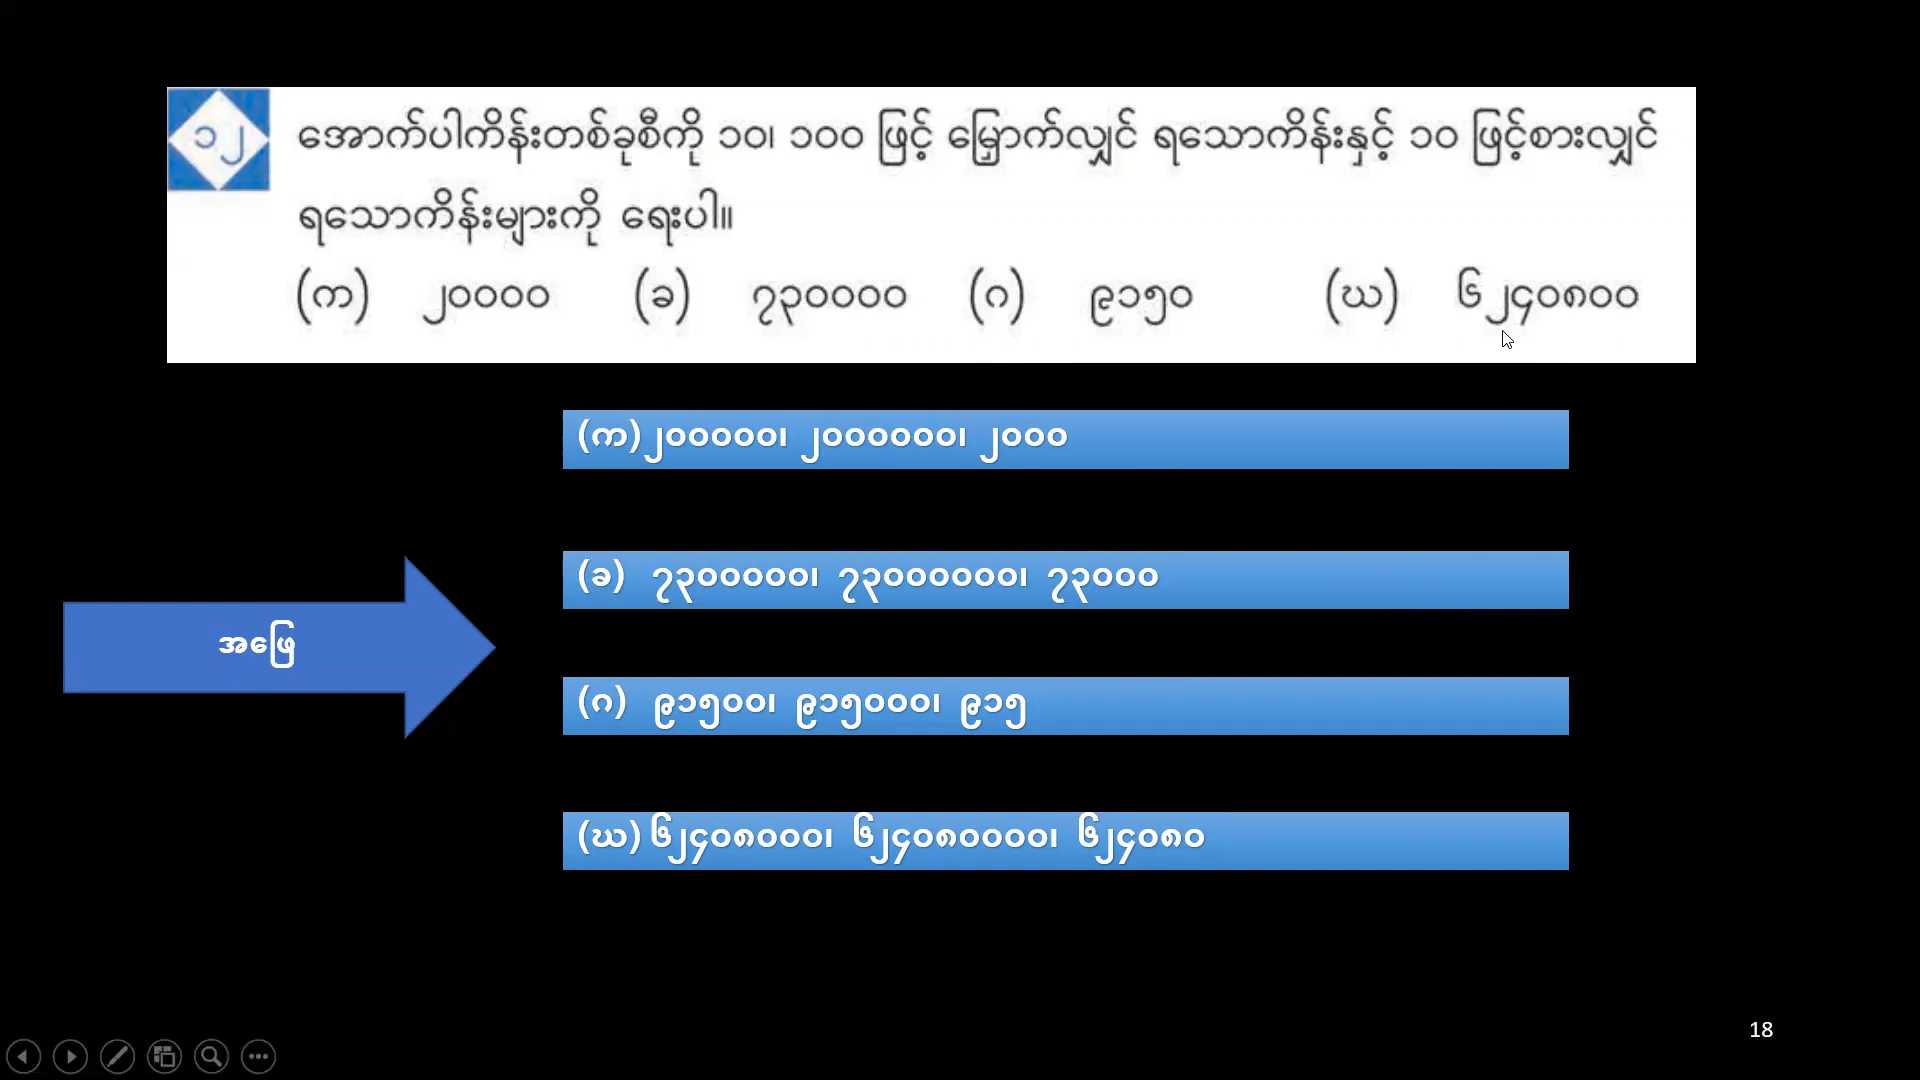 ၁၂ အောက်ပါကိန်းတစ်ခုစီကို ၁၀၊ ၁၀၀ ဖြင့် မြှောက်လျှင် ရသောကိန်းနှင့် ၁၀ ဖြင့်စားလျှင်
ရသောကိန်းများကို ရေးပါ။
(က) ၂၀၀၀၀ (ခ) ၇၃၀၀၀၀ (ဂ) ၉၁၅၀ (ဃ) ၆၂၄၀၈၀၀
(က) ၂၀၀၀၀၀၊ ၂၀၀၀၀၀၀၊ ၂၀၀၀
(ခ) ၇၃၀၀၀၀၀၊ ၇၃၀၀၀၀၀၀၊ ၇၃၀၀၀
အဖြေ
(ဂ) ၉၁၅၀၀၊ ၉၁၅၀၀၀၊ ၉၁၅
(ဃ) ၆၂၄၀၈၀၀၀၊ ၆၂၄၀၈၀၀၀၀၊ ၆၂၄၀၈၀
18